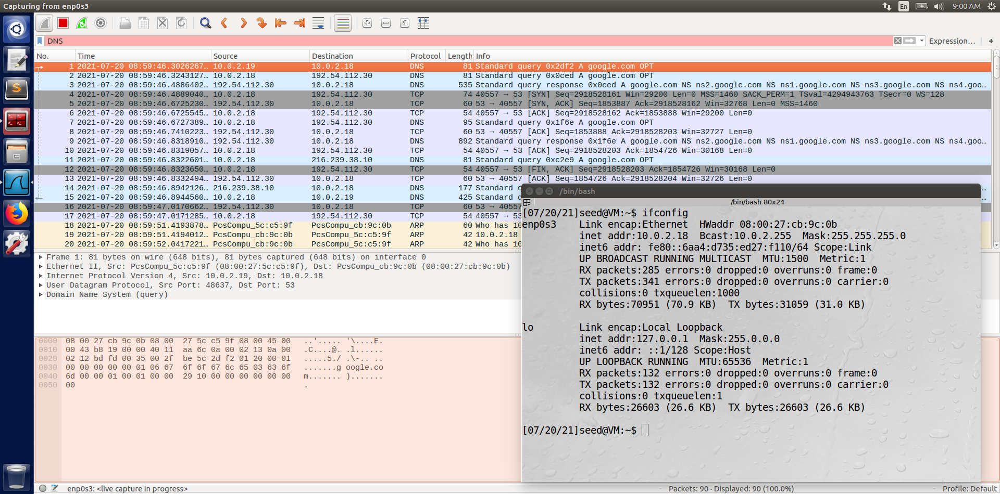 Capturing from enp0s3
En
9:00 AM
DNS
Expression…
+
No. Time Source Destination Protocol Length Info
1 2021-07-20 08:59:46.3026267… 10.0.2.19 10.0.2.18 DNS 81 Standard query 0x2df2 A google.com OPT
2 2021-07-20 08:59:46.3243127… 10.0.2.18 192.54.112.30 DNS 81 Standard query 0x0ced A google.com OPT
3 2021-07-20 08:59:46.4886402… 192.54.112.30 10.0.2.18 DNS 535 Standard query response 0x0ced A google.com NS ns2.google.com NS ns1.google.com NS ns3.google.com NS ns4.goo…
4 2021-07-20 08:59:46.4889040… 10.0.2.18 192.54.112.30 TCP 74 40557 → 53 [SYN] Seq=2918528161 Win=29200 Len=0 MSS=1460 SACK_PERM=1 TSval=4294943763 TSecr=0 WS=128
5 2021-07-20 08:59:46.6725230… 192.54.112.30 10.0.2.18 TCP 60 53 → 40557 [SYN, ACK] Seq=1853887 Ack=2918528162 Win=32768 Len=0 MSS=1460
6 2021-07-20 08:59:46.6725545… 10.0.2.18 192.54.112.30 TCP 54 40557 → 53 [ACK] Seq=2918528162 Ack=1853888 Win=29200 Len=0
7 2021-07-20 08:59:46.6727389… 10.0.2.18 192.54.112.30 DNS 95 Standard query 0x1f6e A google.com OPT
8 2021-07-20 08:59:46.7410223… 192.54.112.30 10.0.2.18 TCP 60 53 → 40557 [ACK] Seq=1853888 Ack=2918528203 Win=32727 Len=0
9 2021-07-20 08:59:46.8318910… 192.54.112.30 10.0.2.18 DNS 892 Standard query response 0x1f6e A google.com NS ns2.google.com NS ns1.google.com NS ns3.google.com NS ns4.goo…
10 2021-07-20 08:59:46.8319057… 10.0.2.18 192.54.112.30 TCP 54 40557 → 53 [ACK] Seq=2918528203 Ack=1854726 Win=30168 Len=0
11 2021-07-20 08:59:46.8322601… 10.0.2.18 216.239.38.10 DNS 81 Standard query 0xc2e9 A google.com OPT
12 2021-07-20 08:59:46.8323650… 10.0.2.18 192.54.112.30 TCP 54 40557 → 53 [FIN, ACK] Seq=2918528203 Ack=1854726 Win=30168 Len=0
13 2021-07-20 08:59:46.8332494… 192.54.112.30 10.0.2.18 TCP 60 53 → 40557 [ACK] Seq=1854726 Ack=2918528204 Win=32726 Len=0
14 2021-07-20 08:59:46.8942126… 216.239.38.10 10.0.2.18 DNS 177 Standard q
15 2021-07-20 08:59:46.8944560… 10.0.2.18 10.0.2.19 DNS 425 Standard q
16 2021-07-20 08:59:47.0170662… 192.54.112.30 10.0.2.18 TCP 60 53 → 40557
17 2021-07-20 08:59:47.0171285… 10.0.2.18 192.54.112.30 TCP 54 40557 → 53
18 2021-07-20 08:59:51.4193878… PcsCompu_5c:c5:9f PcsCompu_cb:9c:0b ARP 60 Who has 10
19 2021-07-20 08:59:51.4194012… PcsCompu_cb:9c:0b PcsCompu_5c:c5:9f ARP 42 10.0.2.18
20 2021-07-20 08:59:52.0417221… PcsCompu_cb:9c:0b PcsCompu_5c:c5:9f ARP 42 Who has 10
Frame 1: 81 bytes on wire (648 bits), 81 bytes captured (648 bits) on interface 0
Ethernet II, Src: PcsCompu_5c:c5:9f (08:00:27:5c:c5:9f), Dst: PcsCompu_cb:9c:0b (08:00:27:cb:9c:0b)
Internet Protocol Version 4, Src: 10.0.2.19, Dst: 10.0.2.18
User Datagram Protocol, Src Port: 48637, Dst Port: 53
Domain Name System (query)
0000 08 00 27 cb 9c 0b 08 00 27 5c c5 9f 08 00 45 00 ..'..... '\....E.
0010 00 43 b8 19 00 00 40 11 aa 6c 0a 00 02 13 0a 00 .C....@. .l......
0020 02 12 bd fd 00 35 00 2f be 5c 2d f2 01 20 00 01 .....5./ .\-.. ..
0030 00 00 00 00 00 01 06 67 6f 6f 67 6c 65 03 63 6f .......g oogle.co
0040 6d 00 00 01 00 01 00 00 29 10 00 00 00 00 00 00 m....... ).......
0050 00 .
/bin/bash
/bin/bash 80x24
[07/20/21]seed@VM:~$ ifconfig
enp0s3 Link encap:Ethernet HWaddr 08:00:27:cb:9c:0b
inet addr:10.0.2.18 Bcast:10.0.2.255 Mask:255.255.255.0
inet6 addr: fe80::6aa4:d735:ed27:f110/64 Scope:Link
UP BROADCAST RUNNING MULTICAST MTU:1500 Metric:1
RX packets:285 errors:0 dropped:0 overruns:0 frame:0
TX packets:341 errors:0 dropped:0 overruns:0 carrier:0
collisions:0 txqueuelen:1000
RX bytes:70951 (70.9 KB) TX bytes:31059 (31.0 KB)
lo Link encap:Local Loopback
inet addr:127.0.0.1 Mask:255.0.0.0
inet6 addr: ::1/128 Scope:Host
UP LOOPBACK RUNNING MTU:65536 Metric:1
RX packets:132 errors:0 dropped:0 overruns:0 frame:0
TX packets:132 errors:0 dropped:0 overruns:0 carrier:0
collisions:0 txqueuelen:1
RX bytes:26603 (26.6 KB) TX bytes:26603 (26.6 KB)
[07/20/21]seed@VM:~$
enp0s3: <live capture in progress>
Packets: 90 · Displayed: 90 (100.0%)
Profile: Default